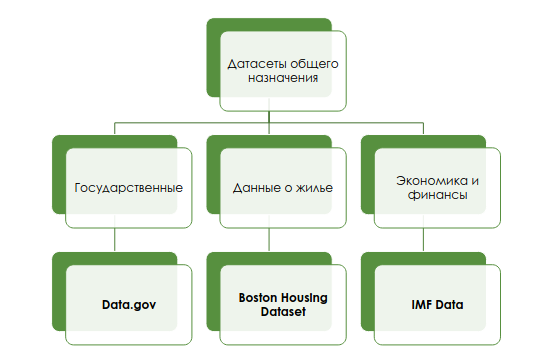 Датасеты общего
назначения
Государственные
Данные о жилье
Экономика и
финансы
Data.gov
Boston Housing
Dataset
IMF Data